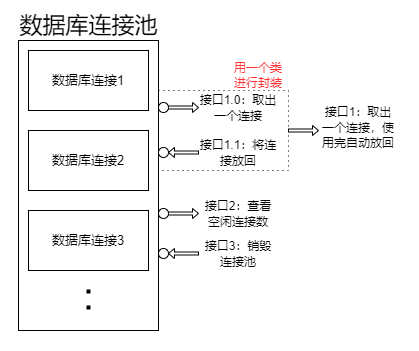 数据库连接池
数据库连接1
数据库连接2
数据库连接3
用一个类
进行封装
接口1.0：取出
一个连接
接口1.1：将连
接放回
接口1：取出
一个连接，使
用完自动放回
接口2：查看
空闲连接数
接口3：销毁
连接池